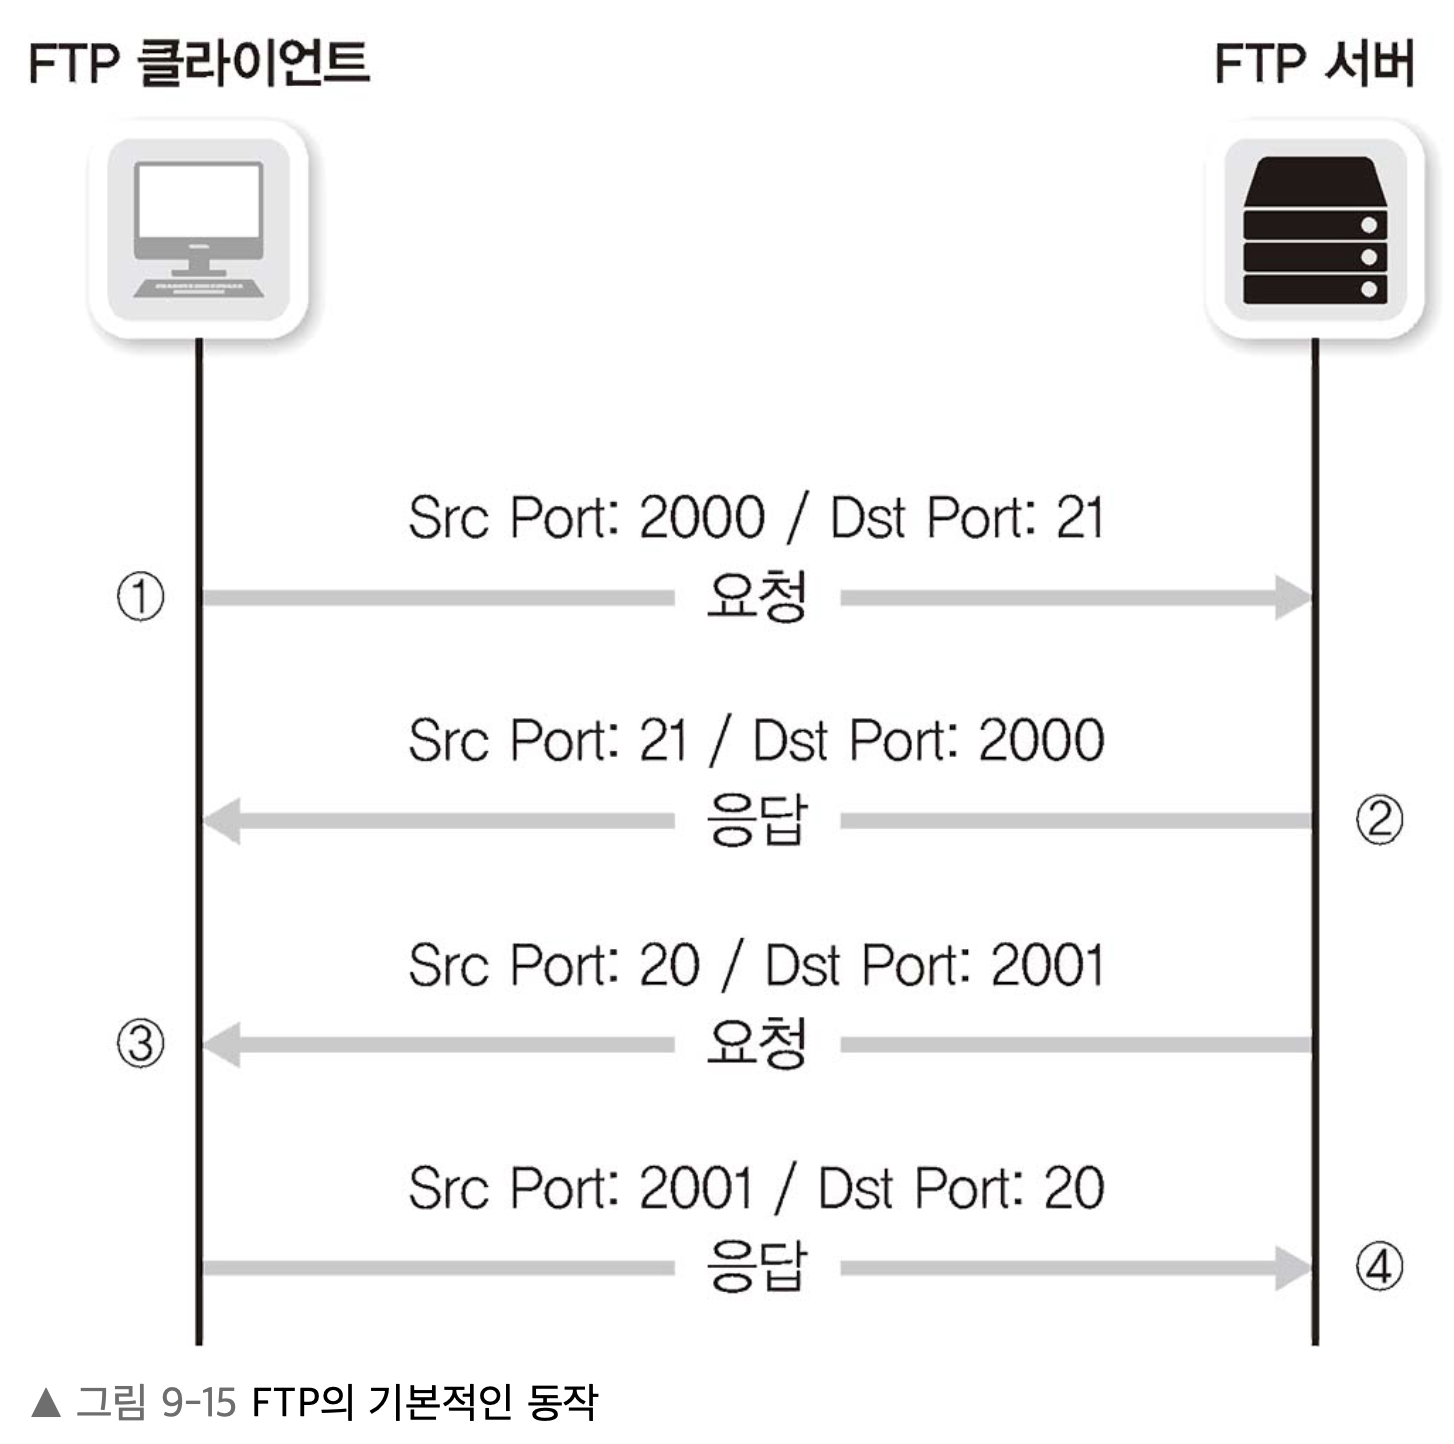 FTP 클라이언트
FTP 서버
Src Port: 2000 / Dst Port: 21
① 요청
Src Port: 21 / Dst Port: 2000
응답 ②
Src Port: 20 / Dst Port: 2001
③ 요청
Src Port: 2001 / Dst Port: 20
응답 ④
▲ 그림 9-15 FTP의 기본적인 동작